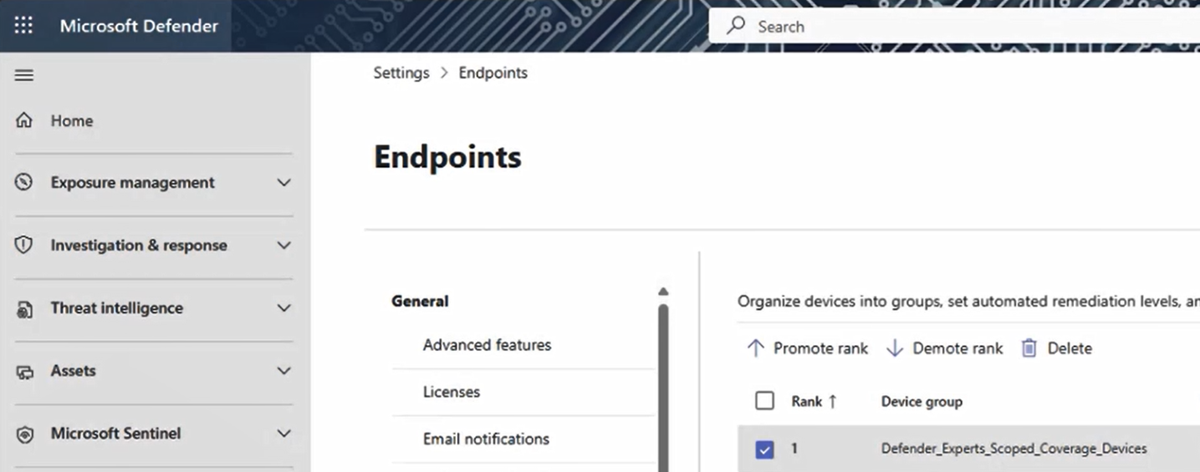 Microsoft Defender
Search
Home
Exposure management
Investigation & response
Threat intelligence
Assets
Microsoft Sentinel
Settings > Endpoints
Endpoints
General
Advanced features
Licenses
Email notifications
Organize devices into groups, set automated remediation levels,
Promote rank Demote rank Delete
Rank ↑ Device group
1 Defender_Experts_Scoped_Coverage_Devices